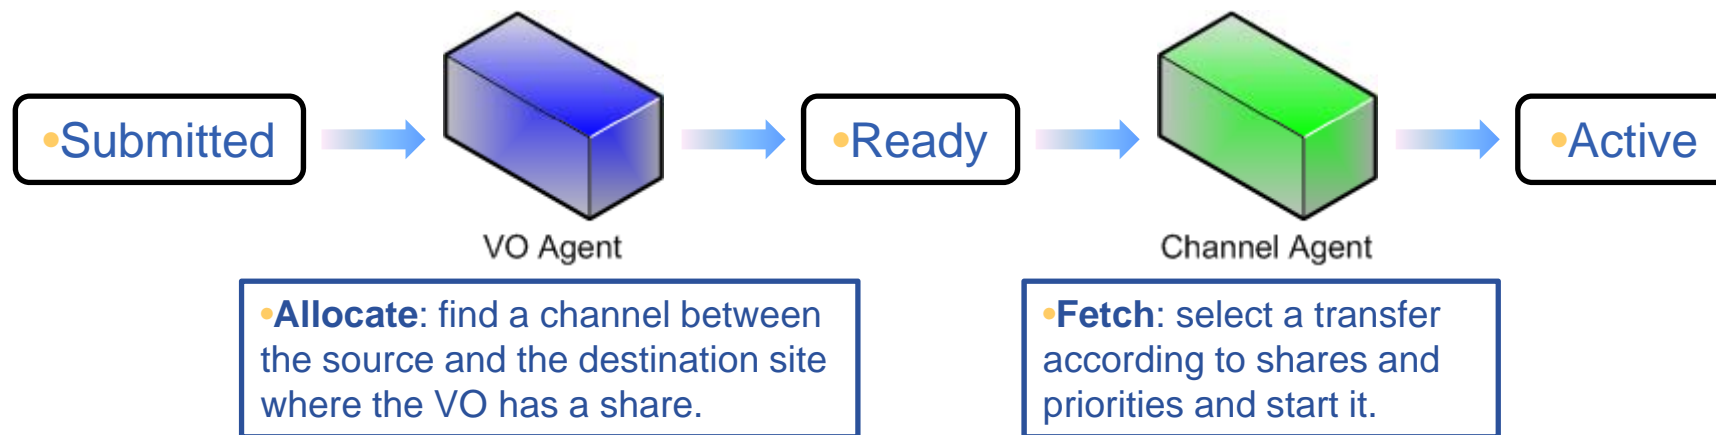 •Submitted
•Ready
•Active
VO Agent
Channel Agent
•Allocate: find a channel between
the source and the destination site
where the VO has a share.
•Fetch: select a transfer
according to shares and
priorities and start it.